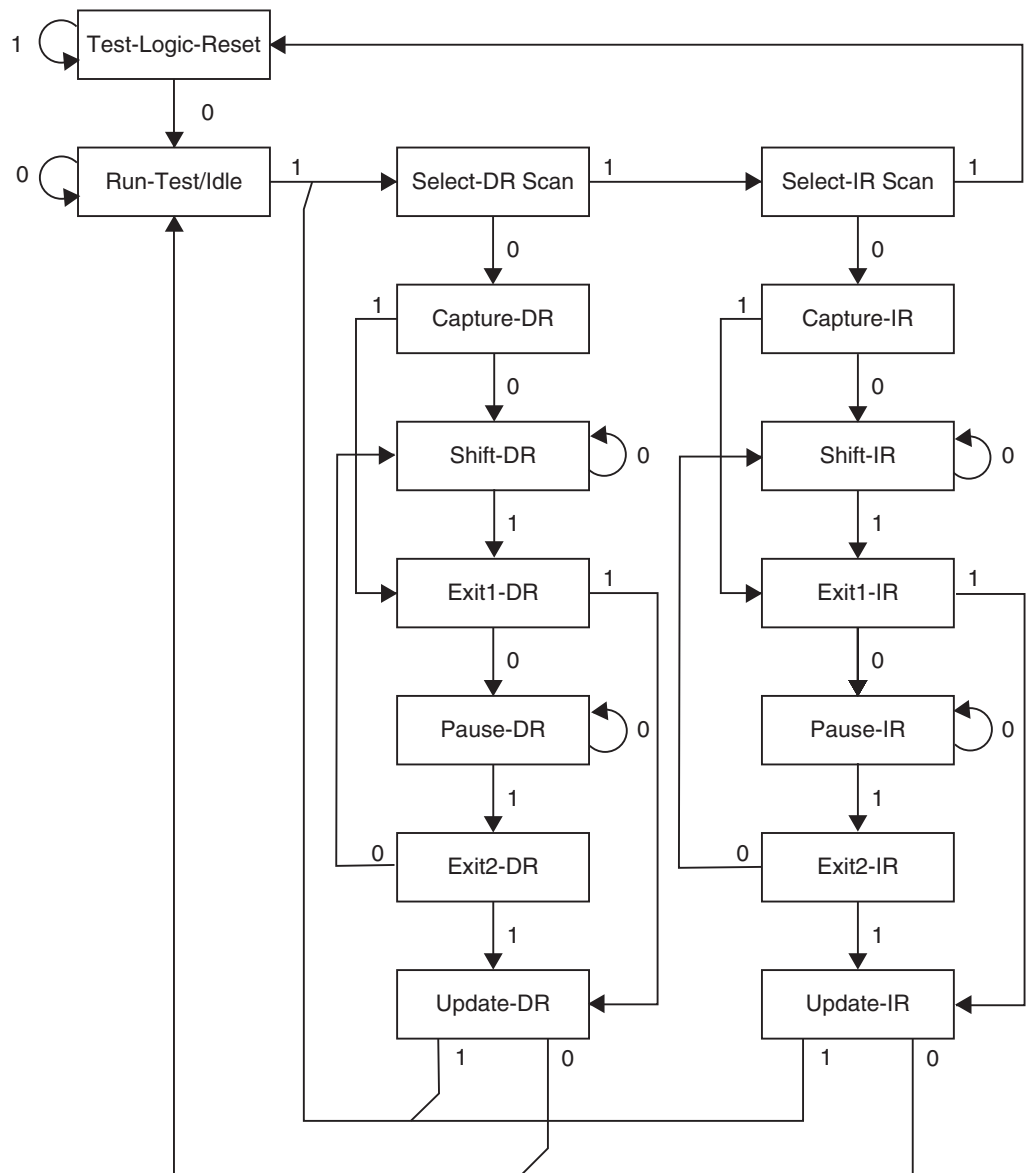 1 Test-Logic-Reset
0
0 Run-Test/Idle 1 Select-DR Scan 1 Select-IR Scan 1
0 0
1 Capture-DR 1 Capture-IR
0 0
Shift-DR 0 Shift-IR 0
1 1
Exit1-DR 1 Exit1-IR 1
0 0
Pause-DR 0 Pause-IR 0
1 1
0 Exit2-DR 0 Exit2-IR
1 1
Update-DR Update-IR
1 0 1 0